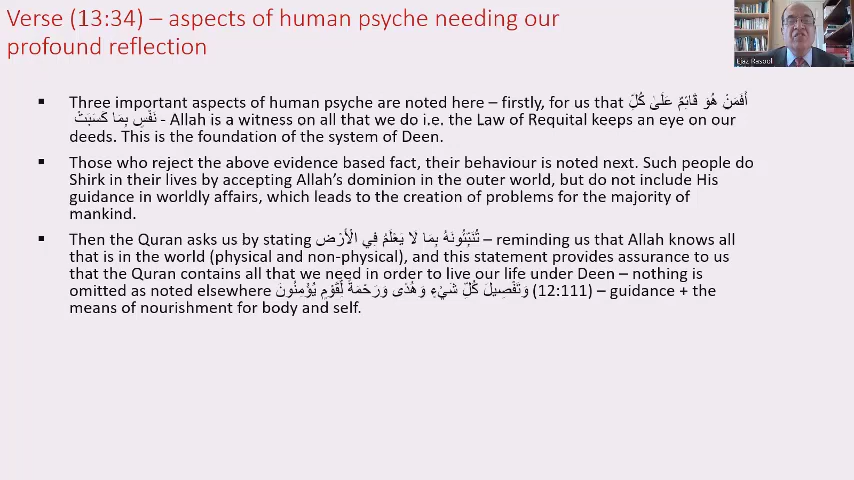 Verse (13:34) – aspects of human psyche needing our
profound reflection
Ejaz Rasool
▪ Three important aspects of human psyche are noted here – firstly, for us that أَفَمَنْ هُوَ قَائِمٌ عَلَىٰ كُلِّ
نَفْسٍ بِمَا كَسَبَتْ - Allah is a witness on all that we do i.e. the Law of Requital keeps an eye on our
deeds. This is the foundation of the system of Deen.
▪ Those who reject the above evidence based fact, their behaviour is noted next. Such people do
Shirk in their lives by accepting Allah’s dominion in the outer world, but do not include His
guidance in worldly affairs, which leads to the creation of problems for the majority of
mankind.
▪ Then the Quran asks us by stating تُنَبِّئُونَهُ بِمَا لَا يَعْلَمُ فِي الْأَرْضِ – reminding us that Allah knows all
that is in the world (physical and non-physical), and this statement provides assurance to us
that the Quran contains all that we need in order to live our life under Deen – nothing is
omitted as noted elsewhere وَتَفْصِيلَ كُلِّ شَيْءٍ وَهُدًى وَرَحْمَةً لِّقَوْمٍ يُؤْمِنُونَ (12:111) – guidance + the
means of nourishment for body and self.